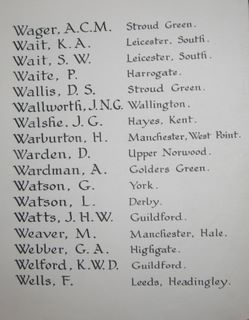 Wager, A.C.M. Stroud Green.
Wait, K. A. Leicester, South.
Wait, S. W. Leicester, South.
Waite, P. Harrogate.
Wallis, D. S. Stroud Green.
Wallworth, J.N.G. Wallington.
Walshe, J. G. Hayes, Kent.
Warburton, H. Manchester, West Point.
Warden, D. Upper Norwood.
Wardman, A. Golders Green.
Watson, G. York.
Watson, L. Derby.
Watts, J. H.W. Guildford.
Weaver, M. Manchester, Hale.
Webber, G. A. Highgate.
Welford, K.W.D. Guildford.
Wells, F. Leeds, Headingley.